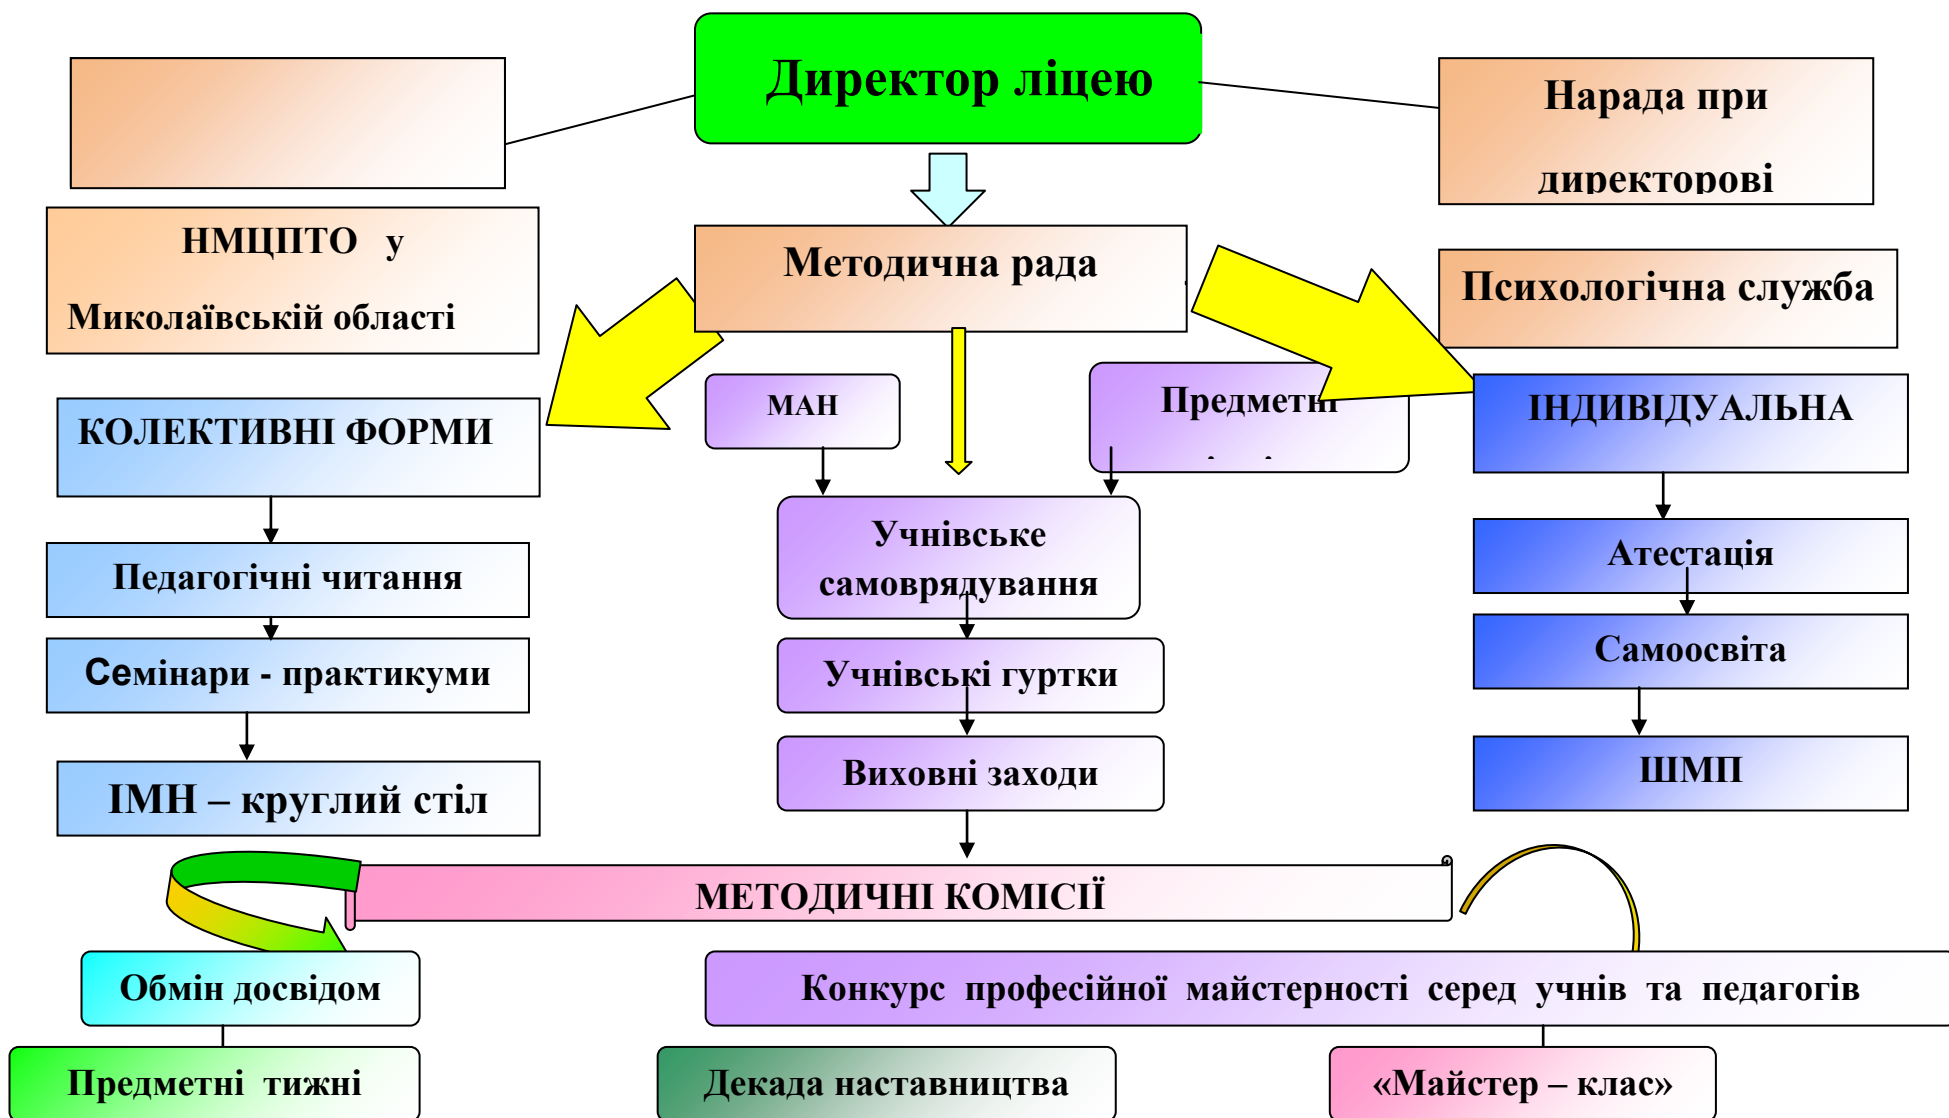 Директор ліцею
Нарада при
директорові
НМЦПТО у
Миколаївській області
Методична рада
Психологічна служба
КОЛЕКТИВНІ ФОРМИ
МАН
Предметні
ІНДИВІДУАЛЬНА
Педагогічні читання
Учнівське
самоврядування
Атестація
Семінари - практикуми
Учнівські гуртки
Самоосвіта
ІМН – круглий стіл
Виховні заходи
ШМП
МЕТОДИЧНІ КОМІСІЇ
Обмін досвідом
Конкурс професійної майстерності серед учнів та педагогів
Предметні тижні
Декада наставництва
«Майстер – клас»